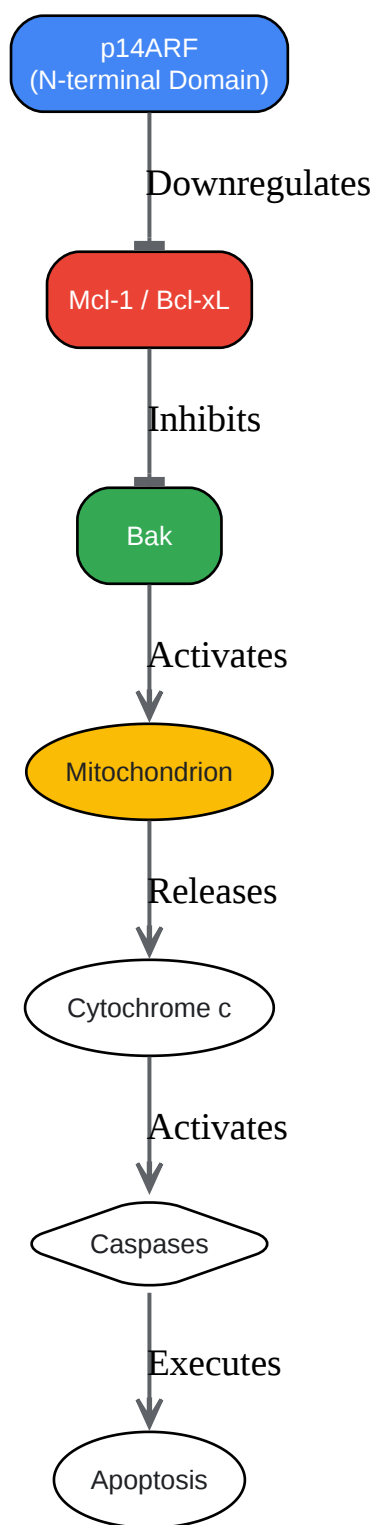 p14ARF
(N-terminal Domain)
Downregulates
Mcl-1 / Bcl-xL
Inhibits
Bak
Activates
Mitochondrion
Releases
Cytochrome c
Activates
Caspases
Executes
Apoptosis